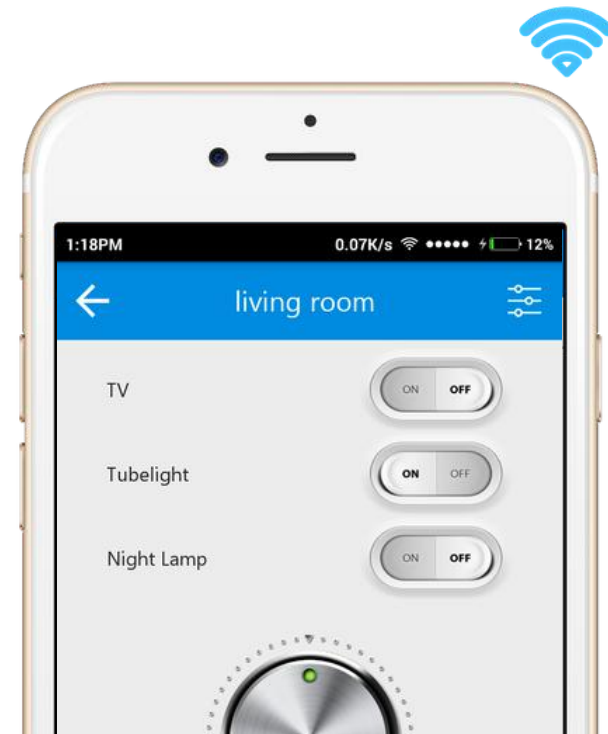 1:18PM 0.07K/s 12%
living room
TV ON OFF
Tubelight ON OFF
Night Lamp ON OFF